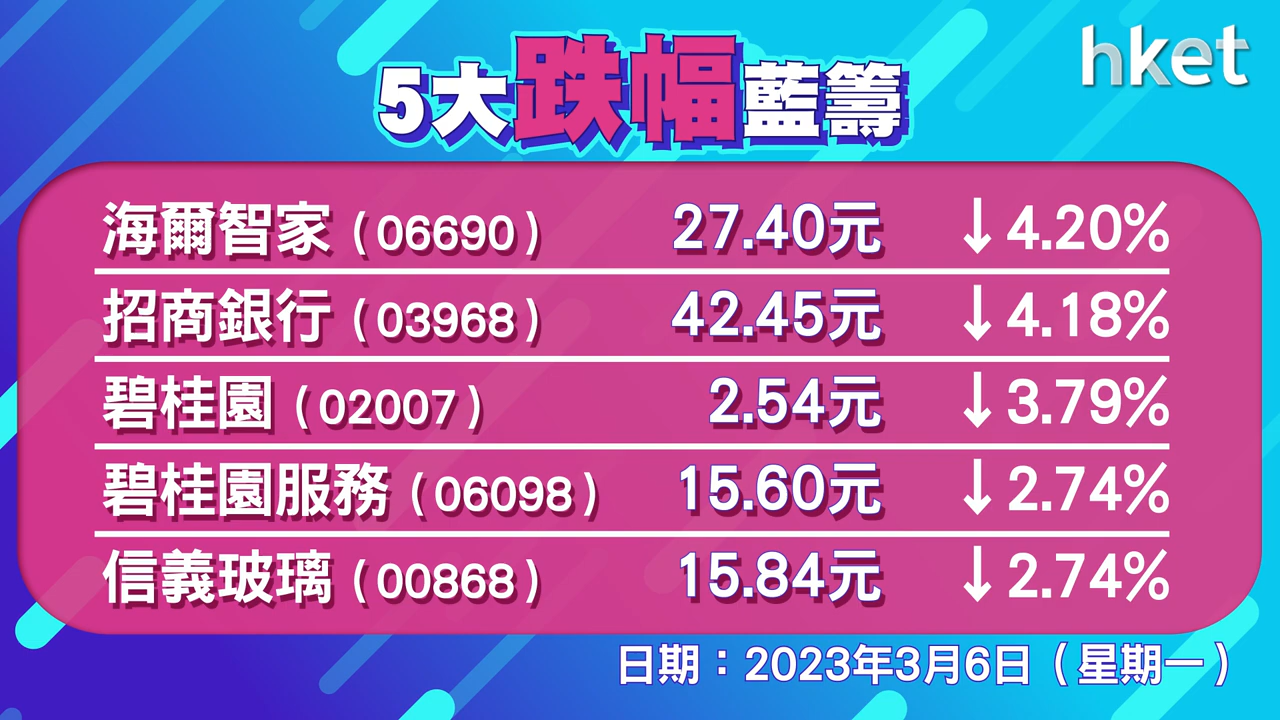 hket
5大跌幅藍籌
海爾智家（06690） 27.40元 ↓4.20%
招商銀行（03968） 42.45元 ↓4.18%
碧桂園（02007） 2.54元 ↓3.79%
碧桂園服務（06098） 15.60元 ↓2.74%
信義玻璃（00868） 15.84元 ↓2.74%
日期：2023年3月6日（星期一）